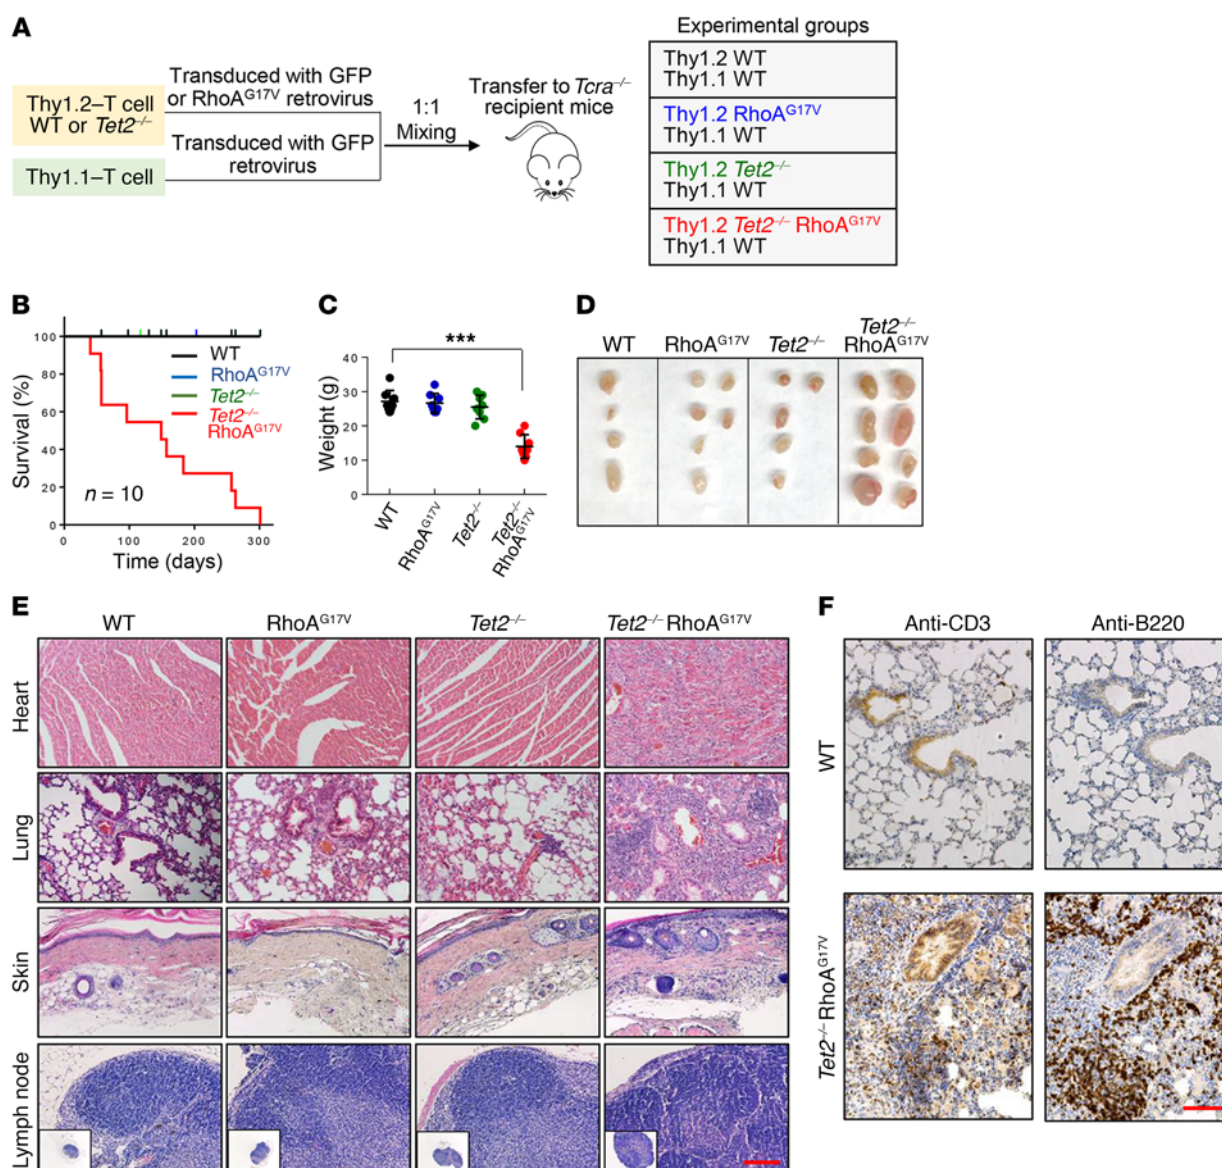 A
Experimental groups
Thy1.2–T cell
WT or Tet2–/–
Thy1.1–T cell
Transduced with GFP
or RhoAG17V retrovirus
Transduced with GFP
retrovirus
1:1
Mixing
Transfer to Tcra–/–
recipient mice
Thy1.2 WT
Thy1.1 WT
Thy1.2 RhoAG17V
Thy1.1 WT
Thy1.2 Tet2–/–
Thy1.1 WT
Thy1.2 Tet2–/– RhoAG17V
Thy1.1 WT
B
Survival (%)
100
80
60
40
20
0
0 100 200 300
Time (days)
WT
RhoAG17V
Tet2–/–
Tet2–/–
RhoAG17V
n = 10
C
***
Weight (g)
40
30
20
10
0
WT
RhoAG17V
Tet2–/–
Tet2–/–
RhoAG17V
D
WT
RhoAG17V
Tet2–/–
Tet2–/–
RhoAG17V
E
WT RhoAG17V Tet2–/– Tet2–/– RhoAG17V
Heart
Lung
Skin
Lymph node
F
Anti-CD3 Anti-B220
WT
Tet2–/– RhoAG17V